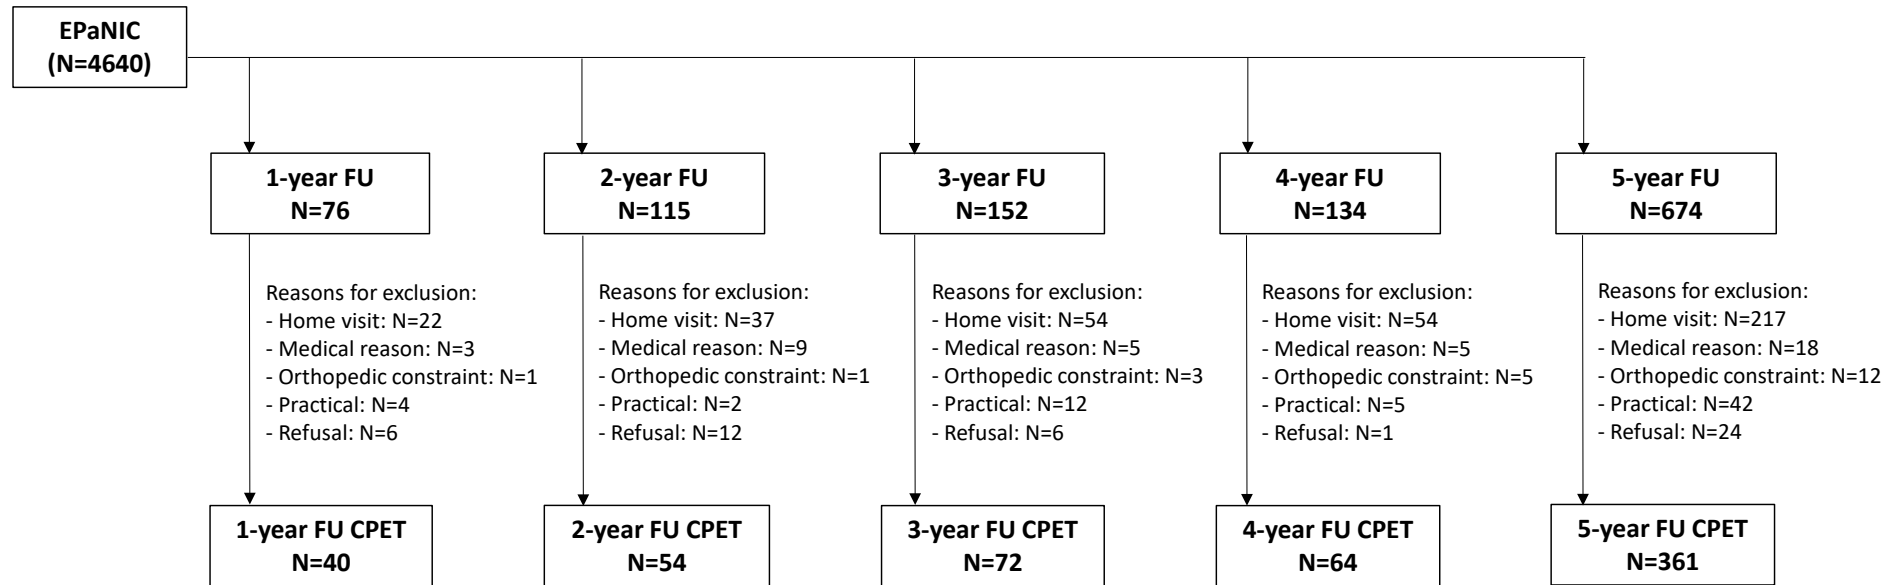 EPaNIC
(N=4640)
1-year FU
N=76
2-year FU
N=115
3-year FU
N=152
4-year FU
N=134
5-year FU
N=674
Reasons for exclusion:
- Home visit: N=22
- Medical reason: N=3
- Orthopedic constraint: N=1
- Practical: N=4
- Refusal: N=6
Reasons for exclusion:
- Home visit: N=37
- Medical reason: N=9
- Orthopedic constraint: N=1
- Practical: N=2
- Refusal: N=12
Reasons for exclusion:
- Home visit: N=54
- Medical reason: N=5
- Orthopedic constraint: N=3
- Practical: N=12
- Refusal: N=6
Reasons for exclusion:
- Home visit: N=54
- Medical reason: N=5
- Orthopedic constraint: N=5
- Practical: N=5
- Refusal: N=1
Reasons for exclusion:
- Home visit: N=217
- Medical reason: N=18
- Orthopedic constraint: N=12
- Practical: N=42
- Refusal: N=24
1-year FU CPET
N=40
2-year FU CPET
N=54
3-year FU CPET
N=72
4-year FU CPET
N=64
5-year FU CPET
N=361